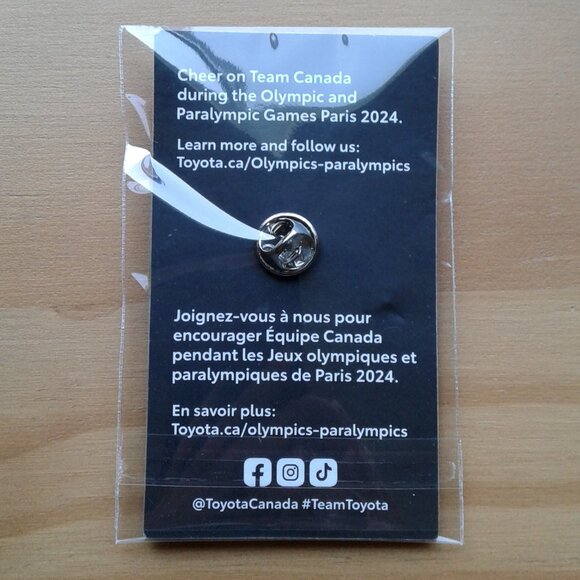 Cheer on Team Canada
during the Olympic and
Paralympic Games Paris 2024.
Learn more and follow us:
Toyota.ca/Olympics-paralympics
Joignez-vous à nous pour
encourager Équipe Canada
pendant les Jeux olympiques et
paralympiques de Paris 2024.
En savoir plus:
Toyota.ca/olympics-paralympics
@ToyotaCanada #TeamToyota